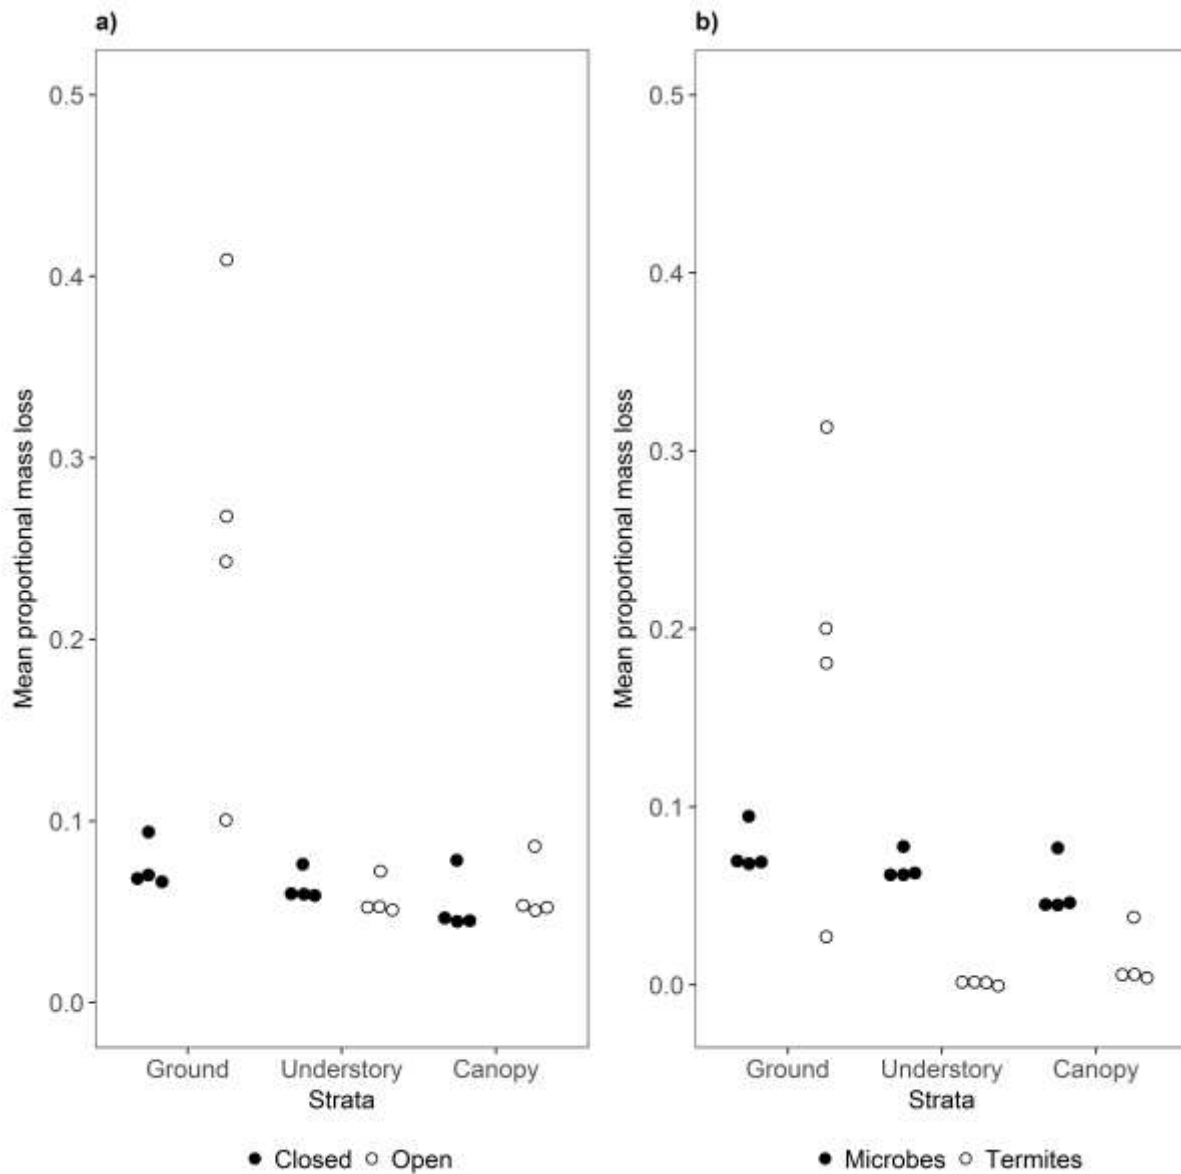 a)
Mean proportional mass loss
0.5
0.4
0.3
0.2
0.1
0.0
Ground Understory Canopy
Strata
Closed Open
b)
Mean proportional mass loss
0.5
0.4
0.3
0.2
0.1
0.0
Ground Understory Canopy
Strata
Microbes Termites